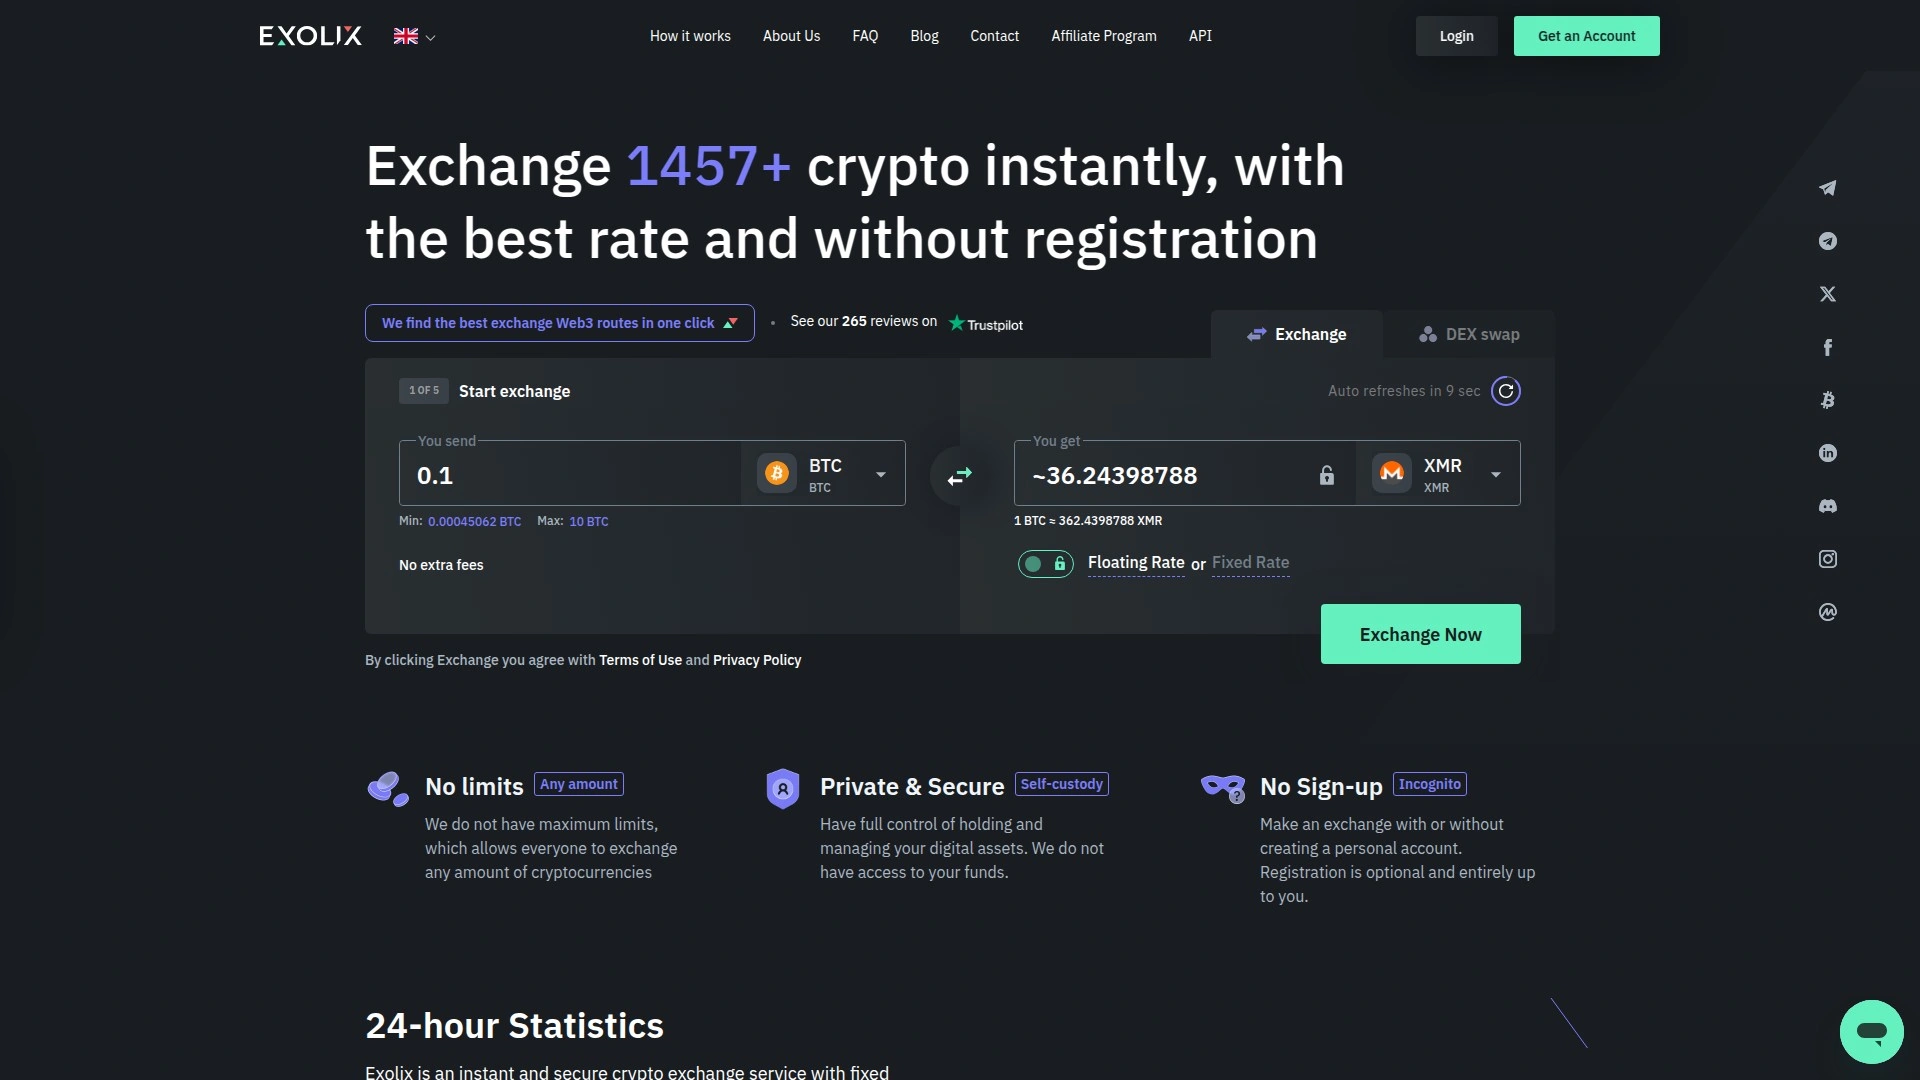 EXOLIX
How it works
About Us
FAQ
Blog
Contact
Affiliate Program
API
Login
Get an Account
Exchange 1457+ crypto instantly, with
the best rate and without registration
We find the best exchange Web3 routes in one click
See our 265 reviews on
Trustpilot
Exchange
DEX swap
1 OF 5
Start exchange
Auto refreshes in 9 sec
You send
0.1
BTC
BTC
You get
~36.24398788
XMR
XMR
Min: 0.00045062 BTC Max: 10 BTC
1 BTC ≈ 362.4398788 XMR
No extra fees
Floating Rate or Fixed Rate
Exchange Now
By clicking Exchange you agree with Terms of Use and Privacy Policy
No limits
Any amount
We do not have maximum limits,
which allows everyone to exchange
any amount of cryptocurrencies
Private & Secure
Self-custody
Have full control of holding and
managing your digital assets. We do not
have access to your funds.
No Sign-up
Incognito
Make an exchange with or without
creating a personal account.
Registration is optional and entirely up
to you.
24-hour Statistics
Exolix is an instant and secure crypto exchange service with fixed